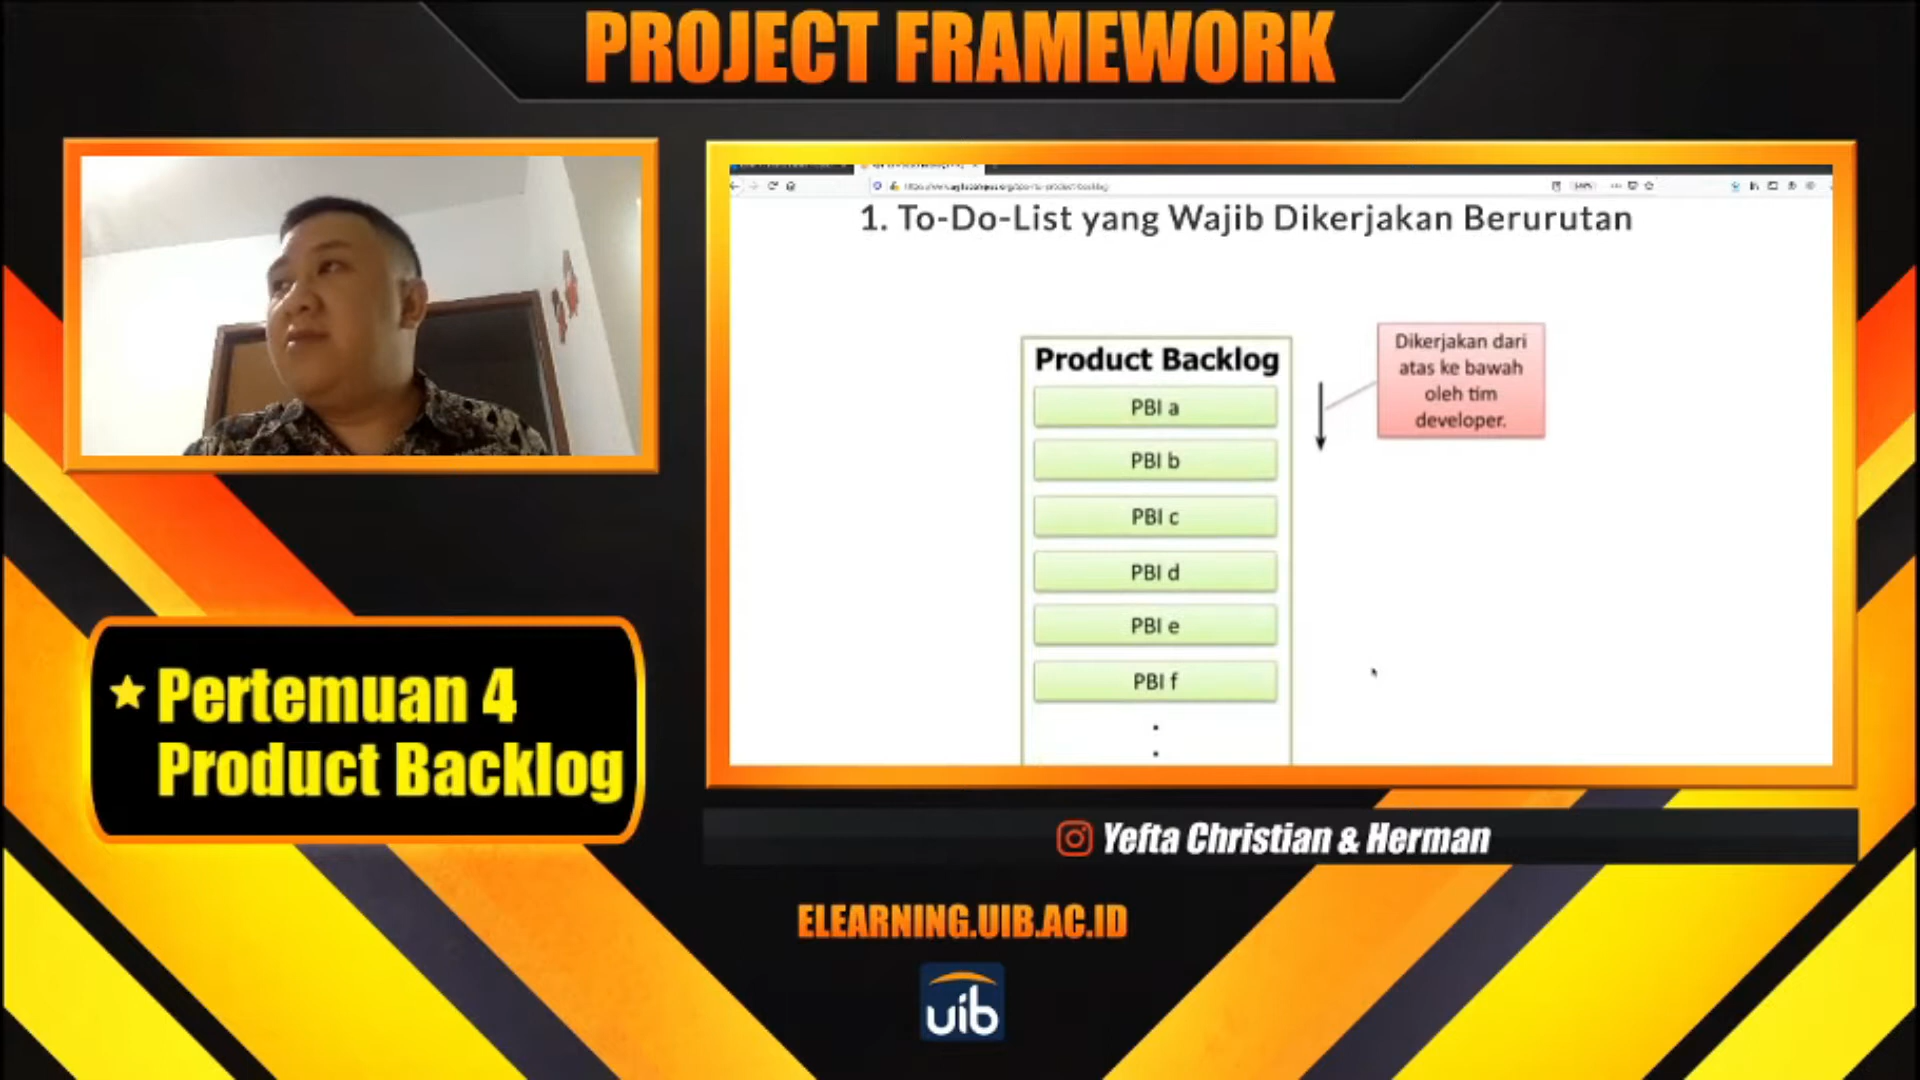 PROJECT FRAMEWORK
1. To-Do-List yang Wajib Dikerjakan Berurutan
Product Backlog
PBI a
PBI b
PBI c
PBI d
PBI e
PBI f
Dikerjakan dari
atas ke bawah
oleh tim
developer.
★ Pertemuan 4
Product Backlog
Yefta Christian & Herman
ELEARNING.UIB.AC.ID
uib